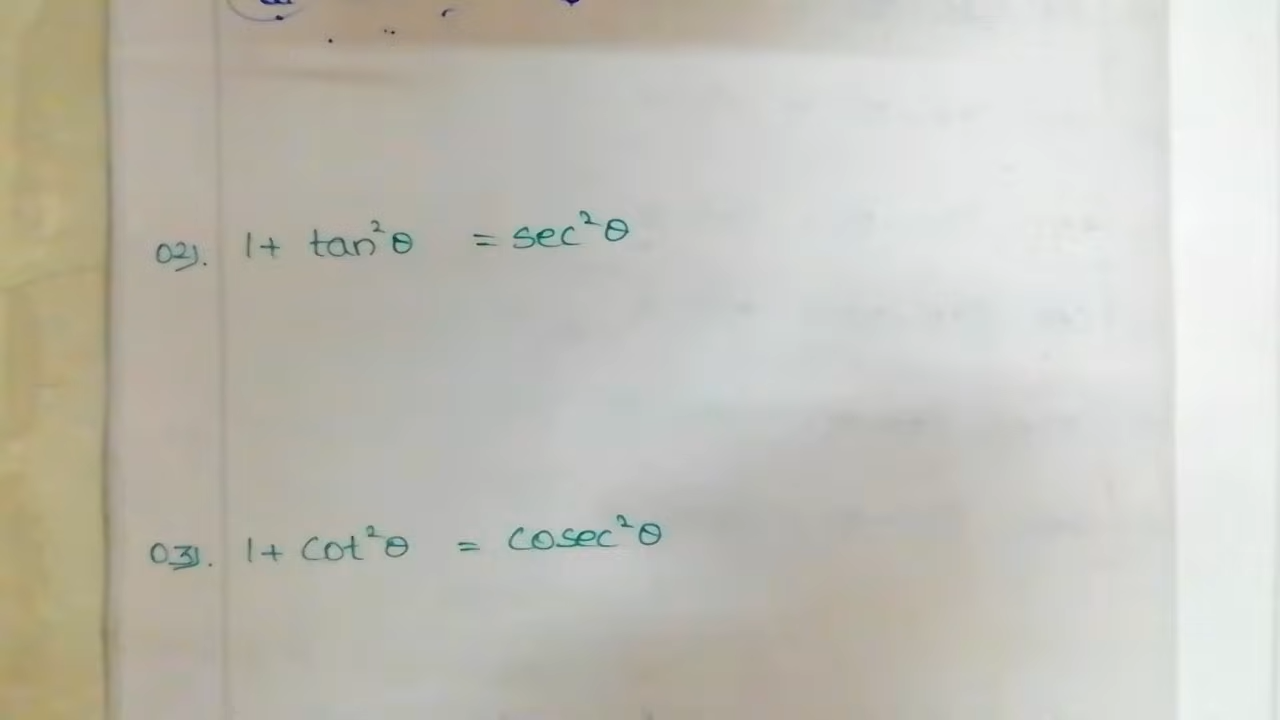 02). 1 + tan²θ = sec²θ
03). 1 + cot²θ = cosec²θ